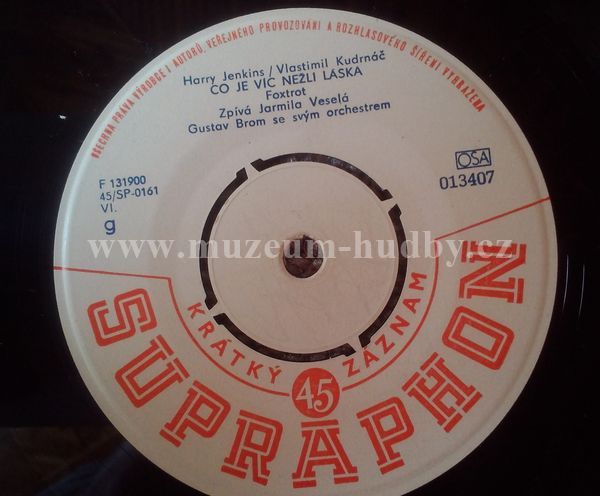 VŠECHNA PRÁVA VÝROBCE I AUTORŮ, VEŘEJNÉHO PROVOZOVÁNÍ A ROZHLASOVÉHO ŠÍŘENÍ VYHRAZENA
Harry Jenkins/Vlastimil Kudrnáč
CO JE VÍC NEŽLI LÁSKA
Foxtrot
Zpívá Jarmila Veselá
Gustav Brom se svým orchestrem
F 131900
45/SP-0161
VI.
g
OSA
013407
www.muzeum-hudby.cz
KRÁTKÝ 45 ZÁZNAM
SUPRAPHON